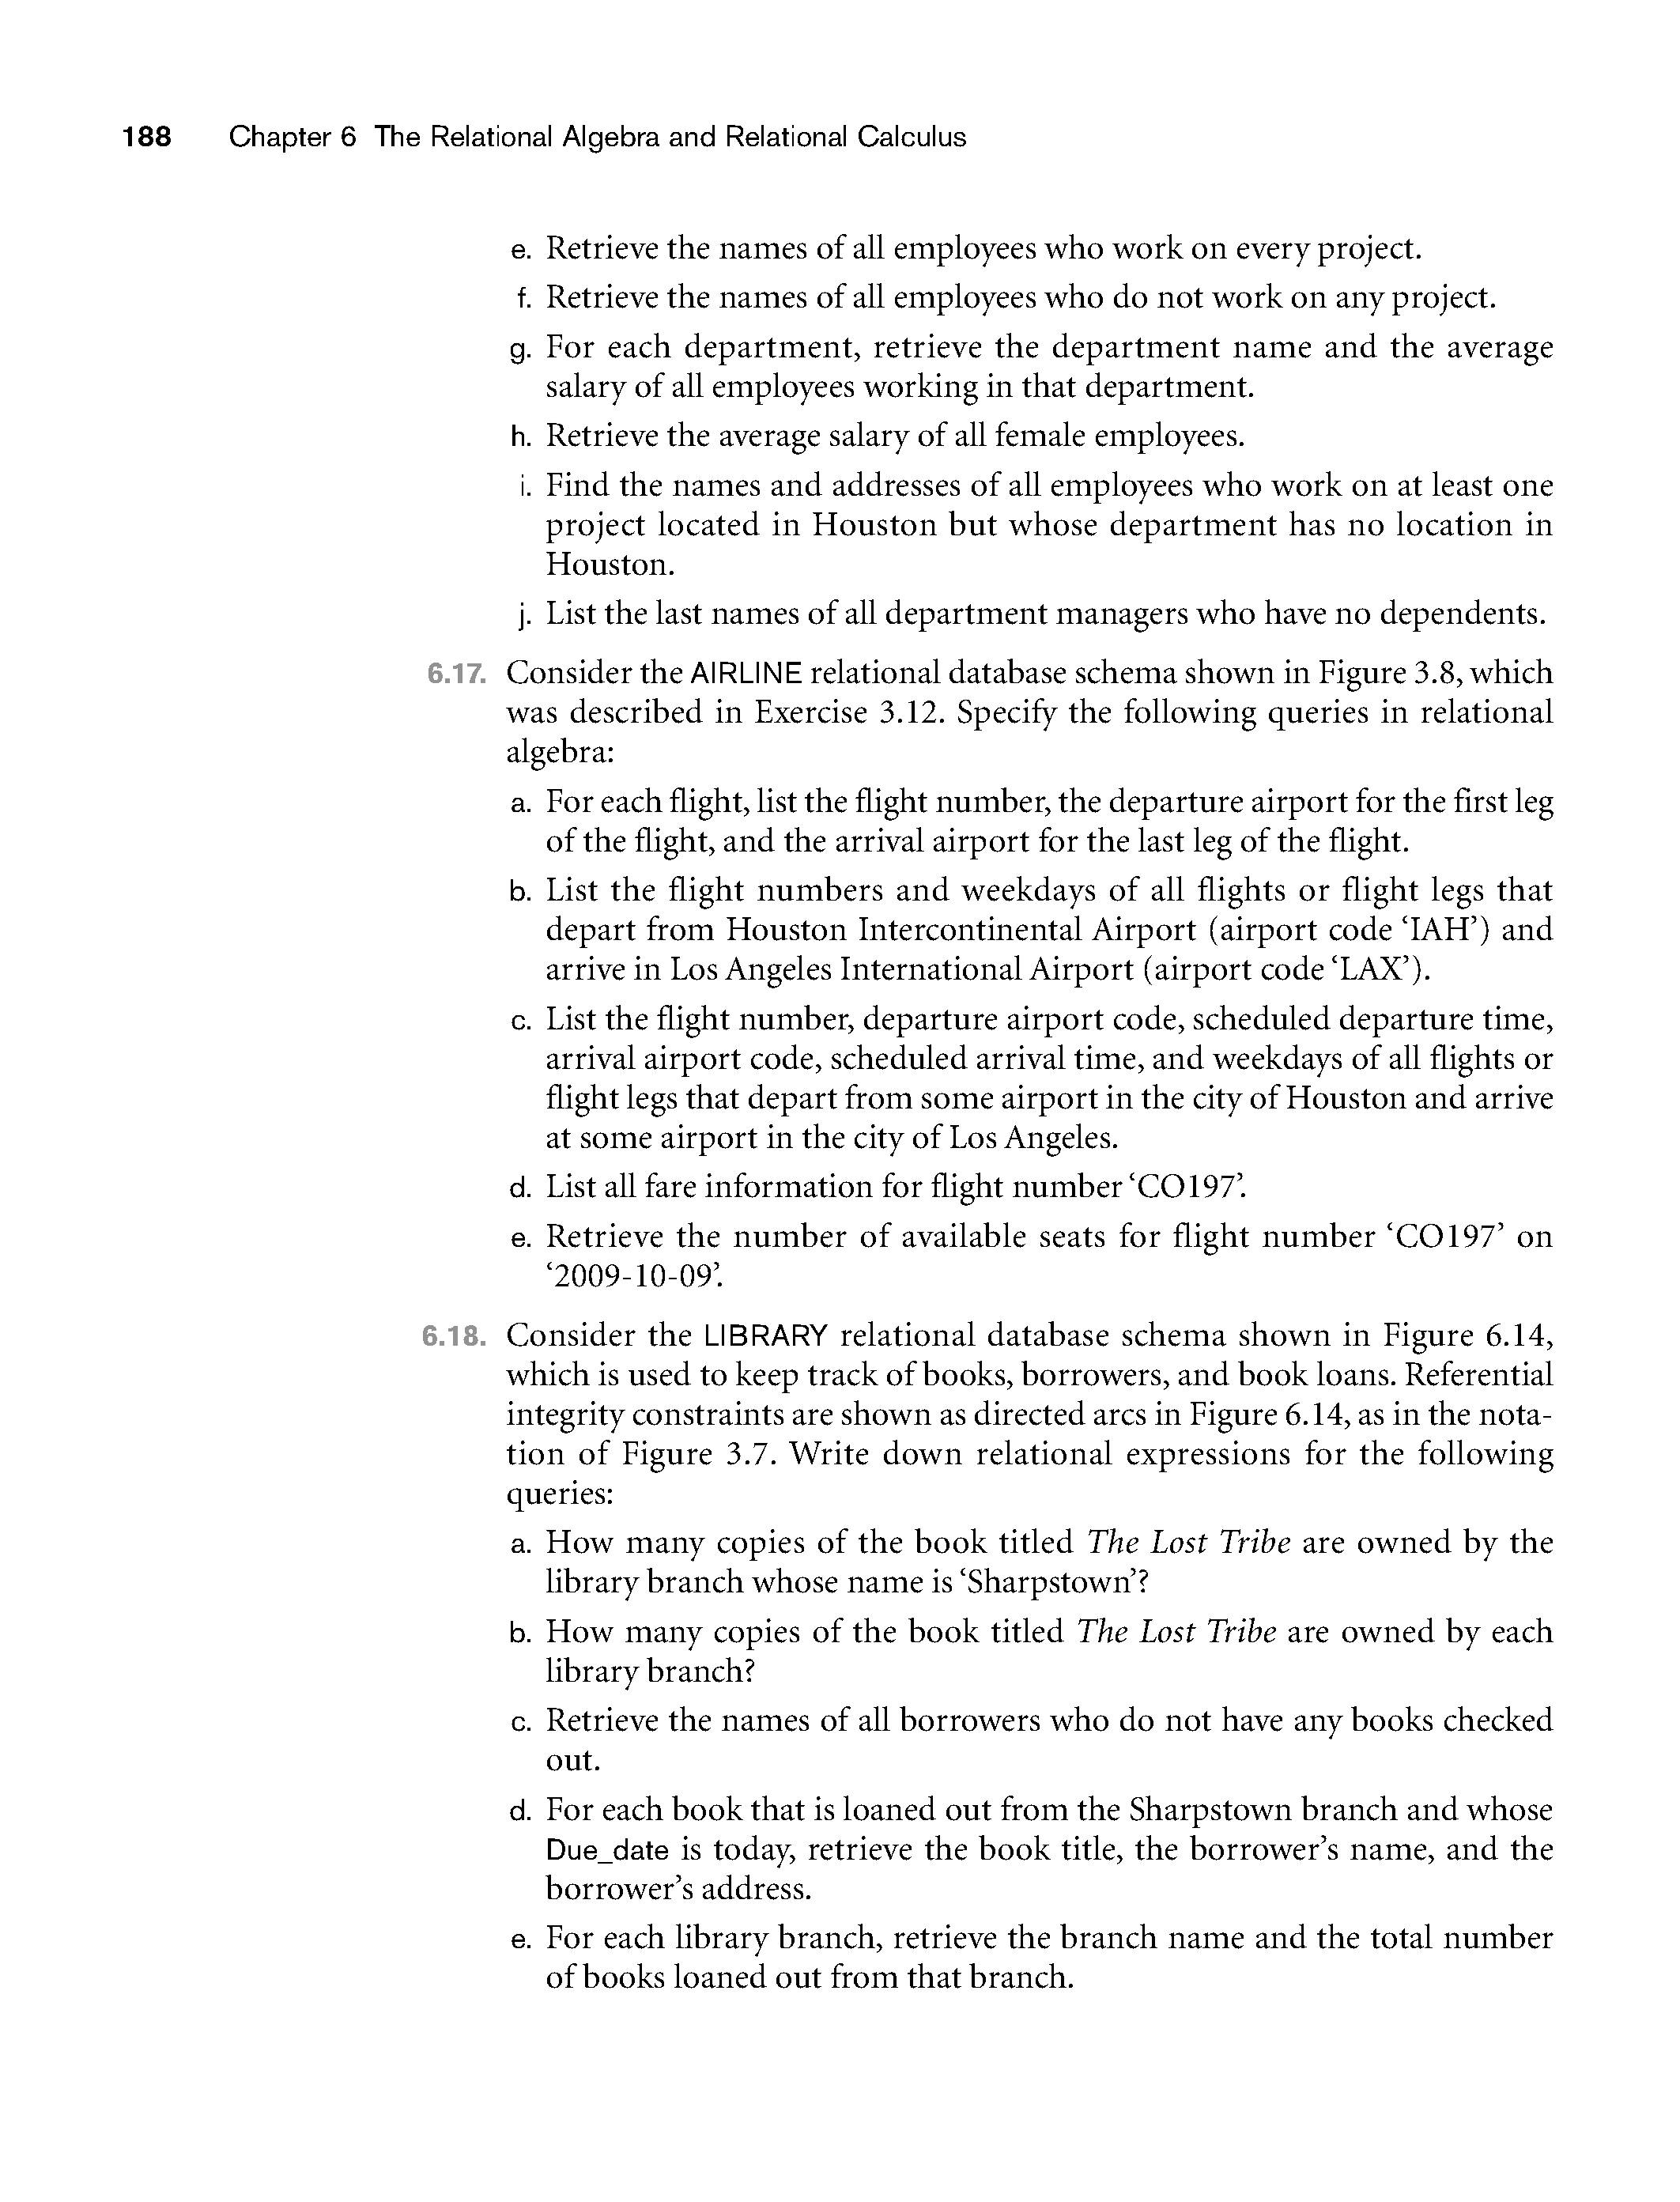 188 Chapter 6 The Relational Algebra and Relational Calculus
e. Retrieve the names of all employees who work on every project.
f. Retrieve the names of all employees who do not work on any project.
g. For each department, retrieve the department name and the average
salary of all employees working in that department.
h. Retrieve the average salary of all female employees.
i. Find the names and addresses of all employees who work on at least one
project located in Houston but whose department has no location in
Houston.
j. List the last names of all department managers who have no dependents.
6.17. Consider the AIRLINE relational database schema shown in Figure 3.8, which
was described in Exercise 3.12. Specify the following queries in relational
algebra:
a. For each flight, list the flight number, the departure airport for the first leg
of the flight, and the arrival airport for the last leg of the flight.
b. List the flight numbers and weekdays of all flights or flight legs that
depart from Houston Intercontinental Airport (airport code ‘IAH’) and
arrive in Los Angeles International Airport (airport code ‘LAX’).
c. List the flight number, departure airport code, scheduled departure time,
arrival airport code, scheduled arrival time, and weekdays of all flights or
flight legs that depart from some airport in the city of Houston and arrive
at some airport in the city of Los Angeles.
d. List all fare information for flight number ‘CO197’.
e. Retrieve the number of available seats for flight number ‘CO197’ on
‘2009-10-09’.
6.18. Consider the LIBRARY relational database schema shown in Figure 6.14,
which is used to keep track of books, borrowers, and book loans. Referential
integrity constraints are shown as directed arcs in Figure 6.14, as in the nota-
tion of Figure 3.7. Write down relational expressions for the following
queries:
a. How many copies of the book titled The Lost Tribe are owned by the
library branch whose name is ‘Sharpstown’?
b. How many copies of the book titled The Lost Tribe are owned by each
library branch?
c. Retrieve the names of all borrowers who do not have any books checked
out.
d. For each book that is loaned out from the Sharpstown branch and whose
Due_date is today, retrieve the book title, the borrower’s name, and the
borrower’s address.
e. For each library branch, retrieve the branch name and the total number
of books loaned out from that branch.